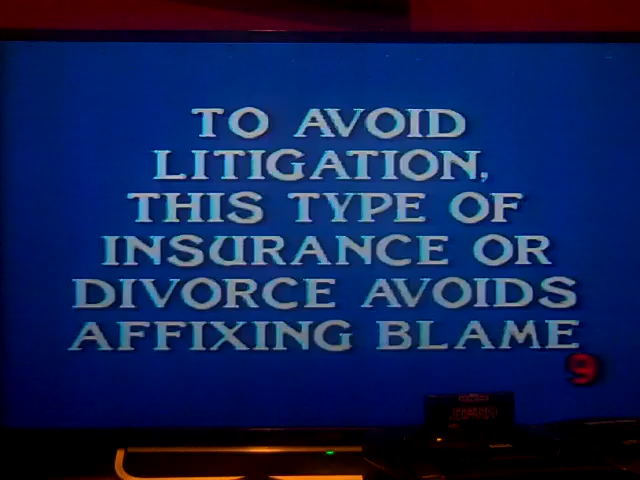 TO AVOID
LITIGATION,
THIS TYPE OF
INSURANCE OR
DIVORCE AVOIDS
AFFIXING BLAME
9